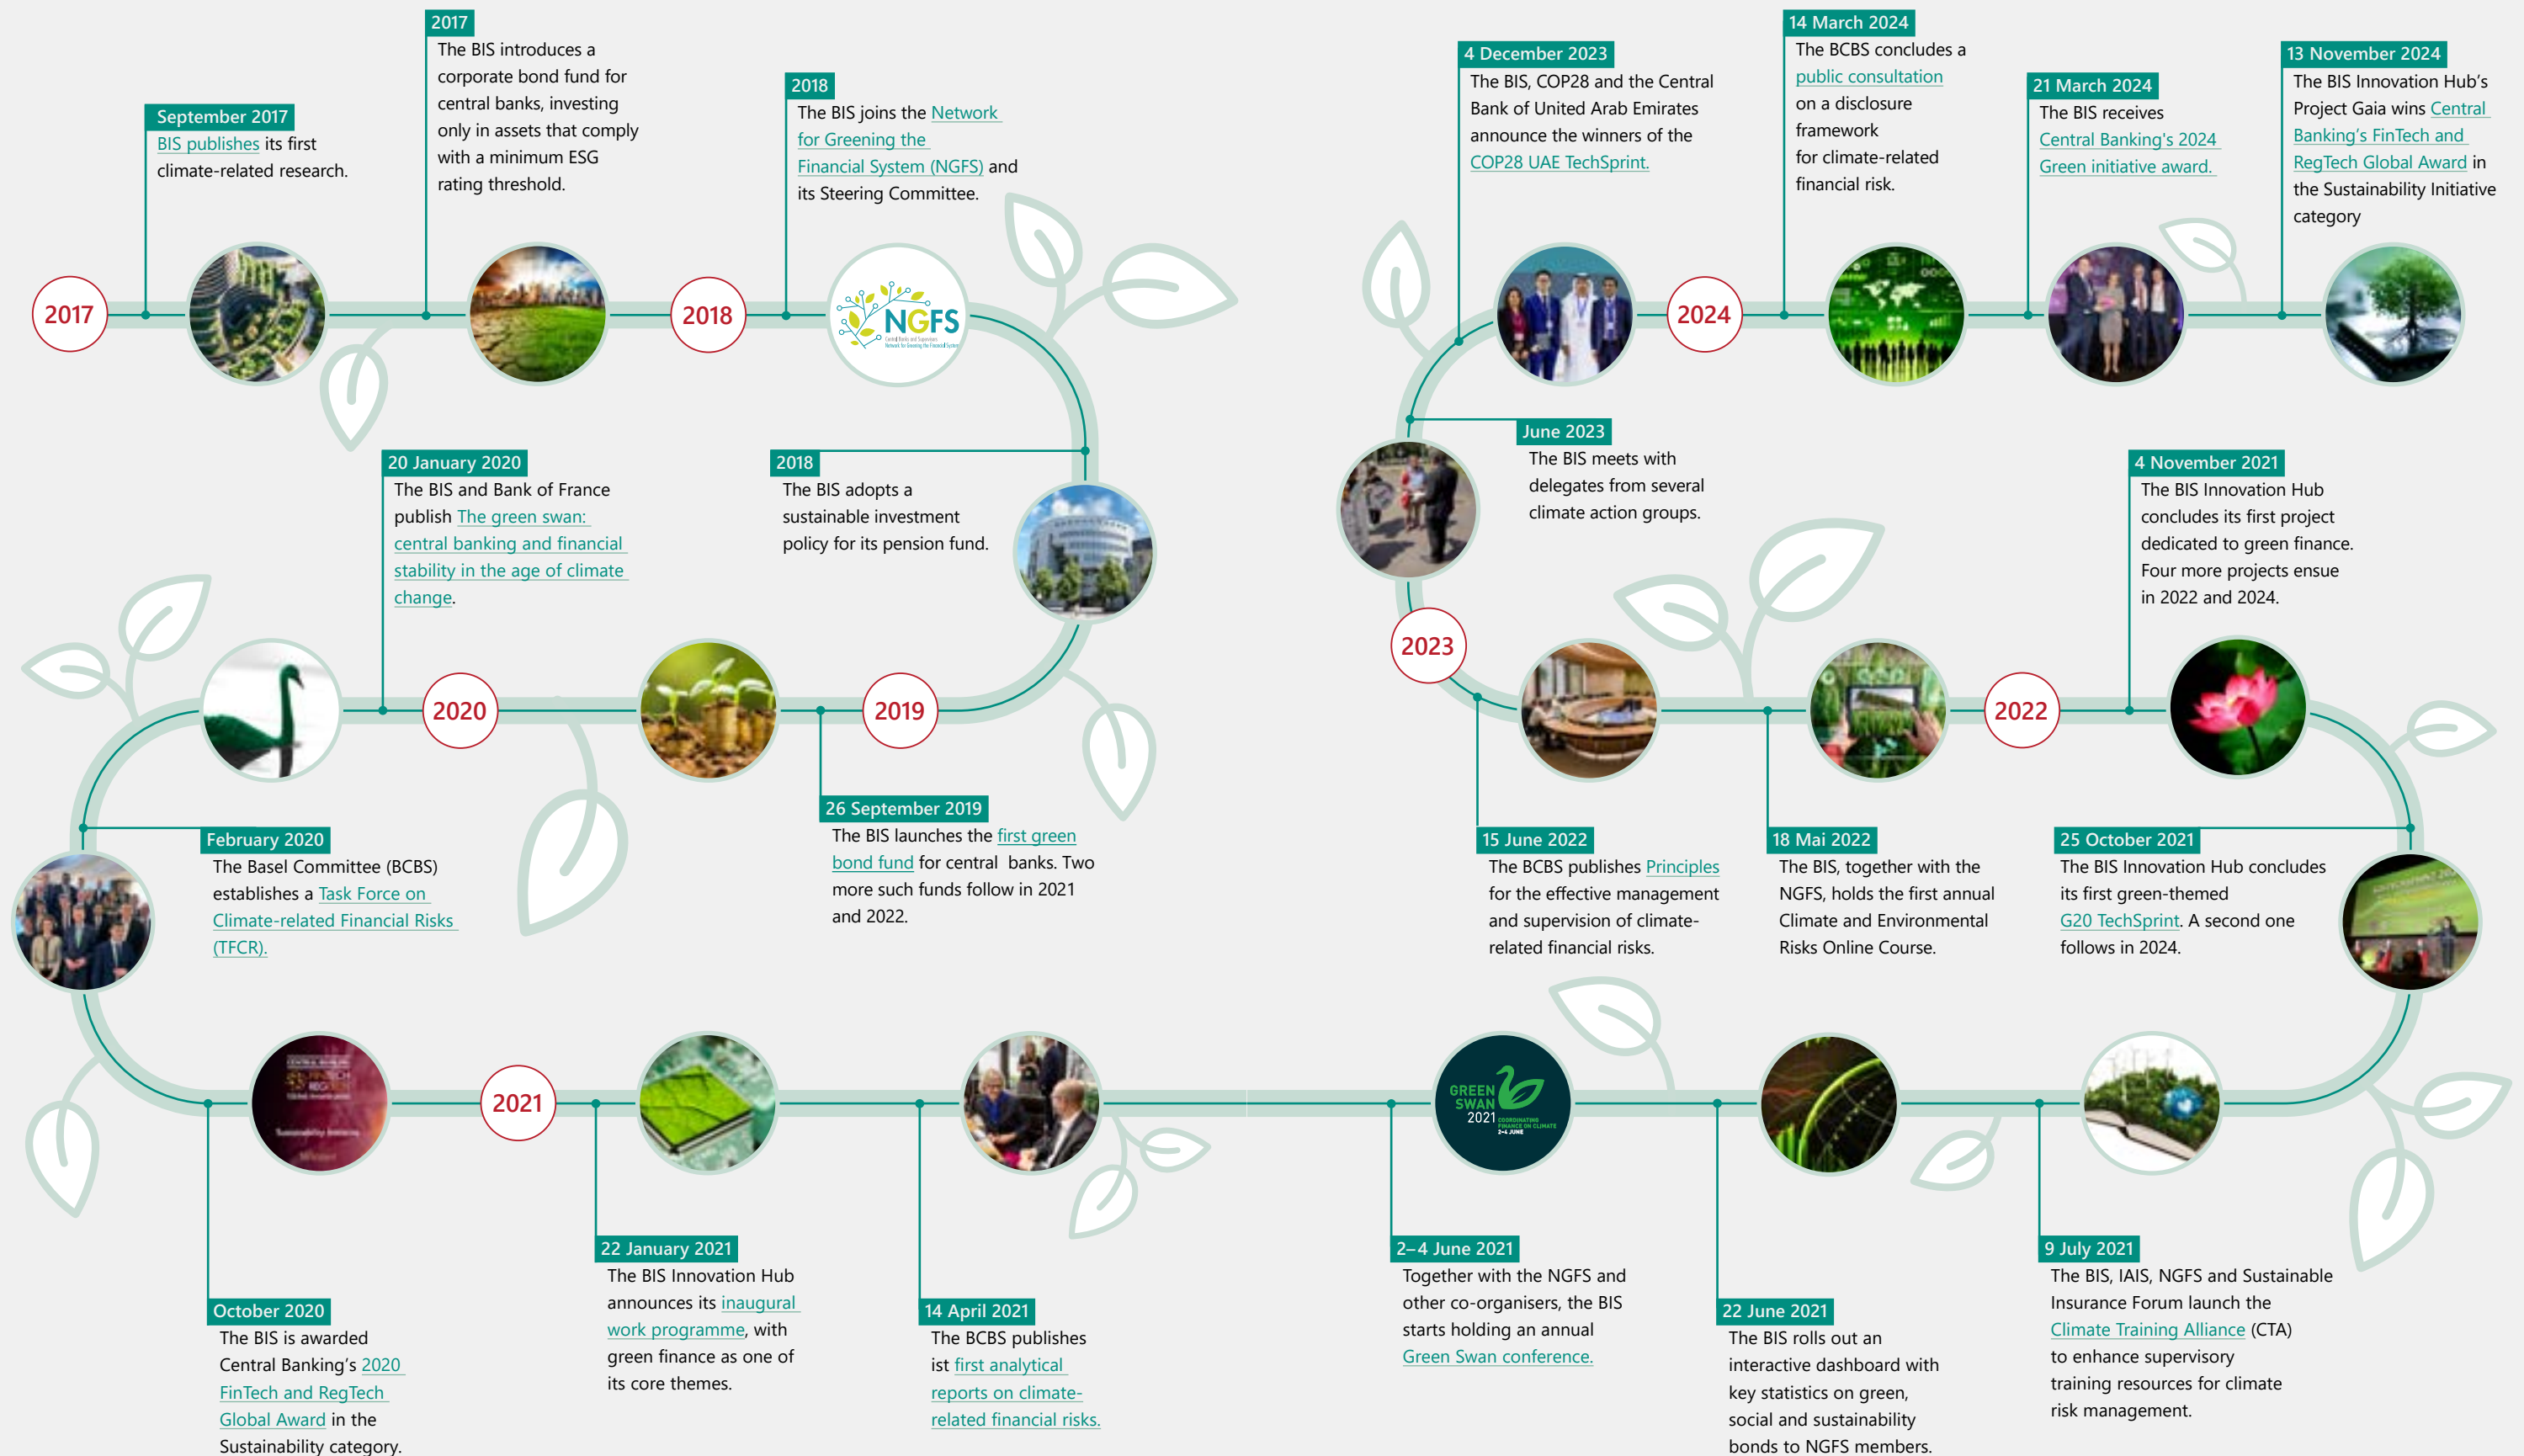 2017
September 2017
BIS publishes its first
climate-related research.
2017
The BIS introduces a
corporate bond fund for
central banks, investing
only in assets that comply
with a minimum ESG
rating threshold.
2018
2018
The BIS joins the Network
for Greening the
Financial System (NGFS) and
its Steering Committee.
NGFS
Central Banks and Supervisors
Network for Greening the Financial System
2018
The BIS adopts a
sustainable investment
policy for its pension fund.
2019
26 September 2019
The BIS launches the first green
bond fund for central  banks. Two
more such funds follow in 2021
and 2022.
2020
20 January 2020
The BIS and Bank of France
publish The green swan:
central banking and financial
stability in the age of climate
change.
February 2020
The Basel Committee (BCBS)
establishes a Task Force on
Climate-related Financial Risks
(TFCR).
October 2020
The BIS is awarded
Central Banking’s 2020
FinTech and RegTech
Global Award in the
Sustainability category.
2021
22 January 2021
The BIS Innovation Hub
announces its inaugural
work programme, with
green finance as one of
its core themes.
14 April 2021
The BCBS publishes
ist first analytical
reports on climate-
related financial risks.
2–4 June 2021
Together with the NGFS and
other co-organisers, the BIS
starts holding an annual
Green Swan conference.
GREEN
SWAN
2021
COORDINATING
FINANCE ON CLIMATE
2–4 JUNE
22 June 2021
The BIS rolls out an
interactive dashboard with
key statistics on green,
social and sustainability
bonds to NGFS members.
9 July 2021
The BIS, IAIS, NGFS and Sustainable
Insurance Forum launch the
Climate Training Alliance (CTA)
to enhance supervisory
training resources for climate
risk management.
25 October 2021
The BIS Innovation Hub concludes
its first green-themed
G20 TechSprint. A second one
follows in 2024.
4 November 2021
The BIS Innovation Hub
concludes its first project
dedicated to green finance.
Four more projects ensue
in 2022 and 2024.
2022
18 Mai 2022
The BIS, together with the
NGFS, holds the first annual
Climate and Environmental
Risks Online Course.
15 June 2022
The BCBS publishes Principles
for the effective management
and supervision of climate-
related financial risks.
2023
June 2023
The BIS meets with
delegates from several
climate action groups.
4 December 2023
The BIS, COP28 and the Central
Bank of United Arab Emirates
announce the winners of the
COP28 UAE TechSprint.
2024
14 March 2024
The BCBS concludes a
public consultation
on a disclosure
framework
for climate-related
financial risk.
21 March 2024
The BIS receives
Central Banking's 2024
Green initiative award.
13 November 2024
The BIS Innovation Hub’s
Project Gaia wins Central
Banking’s FinTech and
RegTech Global Award in
the Sustainability Initiative
category